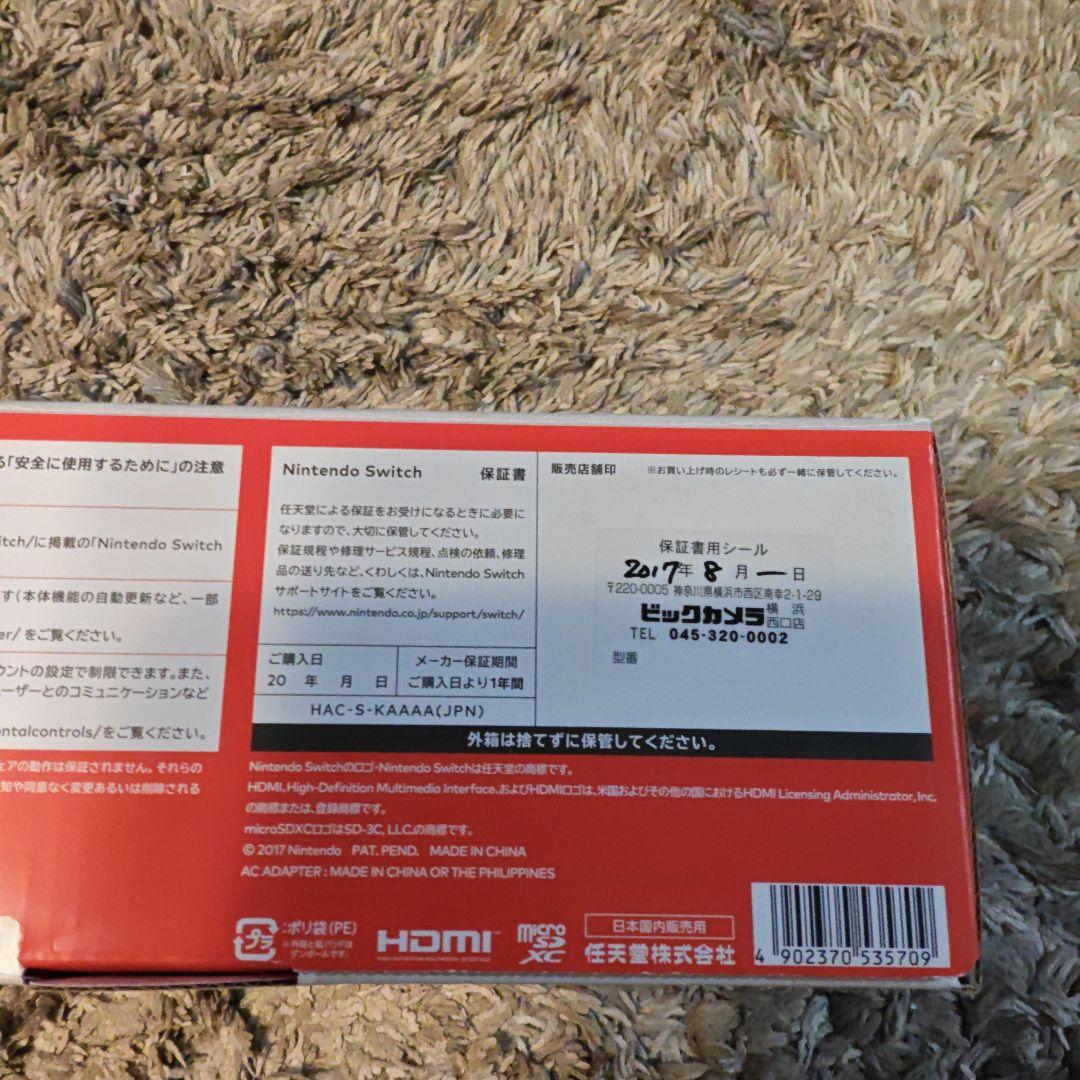 る「安全に使用するために」の注意
itch/に掲載の「Nintendo Switch
す(本体機能の自動更新など、一部
er/ をご覧ください。
ウントの設定で制限できます。また、
ユーザーとのコミュニケーションなど
entalcontrols/をご覧ください。
ェアの動作は保証されません。それらの
知や同意なく変更あるいは削除される
Nintendo Switch 保証書
任天堂による保証をお受けになるときに必要に
なりますので、大切に保管してください。
保証規程や修理サービス規程、点検の依頼、修理
品の送り先など、くわしくは、Nintendo Switch
サポートサイトをご覧ください。
https://www.nintendo.co.jp/support/switch/
ご購入日
20 年 月 日
メーカー保証期間
ご購入日より1年間
HAC-S-KAAAA(JPN)
販売店舗印 ※お買い上げ時のレシートも必ず一緒に保管してください。
保証書用シール
2017年 8月 一日
〒220-0005 神奈川県横浜市西区南幸2-1-29
ビックカメラ 横浜西口店
TEL 045-320-0002
型番
外箱は捨てずに保管してください。
Nintendo Switchのロゴ・Nintendo Switchは任天堂の商標です。
HDMI、High-Definition Multimedia Interface、およびHDMIロゴは、米国およびその他の国におけるHDMI Licensing Administrator, Inc.
の商標または、登録商標です。
microSDXCロゴはSD-3C, LLC.の商標です。
© 2017 Nintendo PAT. PEND. MADE IN CHINA
AC ADAPTER : MADE IN CHINA OR THE PHILIPPINES
プラ :ポリ袋(PE)
※外箱と紙パッドは
ダンボールです。
HDMI
HIGH-DEFINITION MULTIMEDIA INTERFACE
micro SD XC
日本国内販売用
任天堂株式会社
4 902370 535709